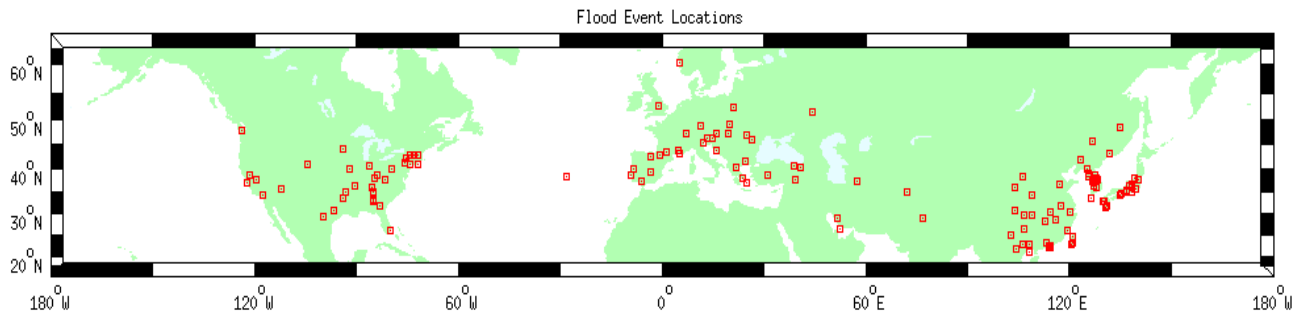 Flood Event Locations
60° N
50° N
40° N
30° N
20° N
180° W 120° W 60° W 0° 60° E 120° E 180° W